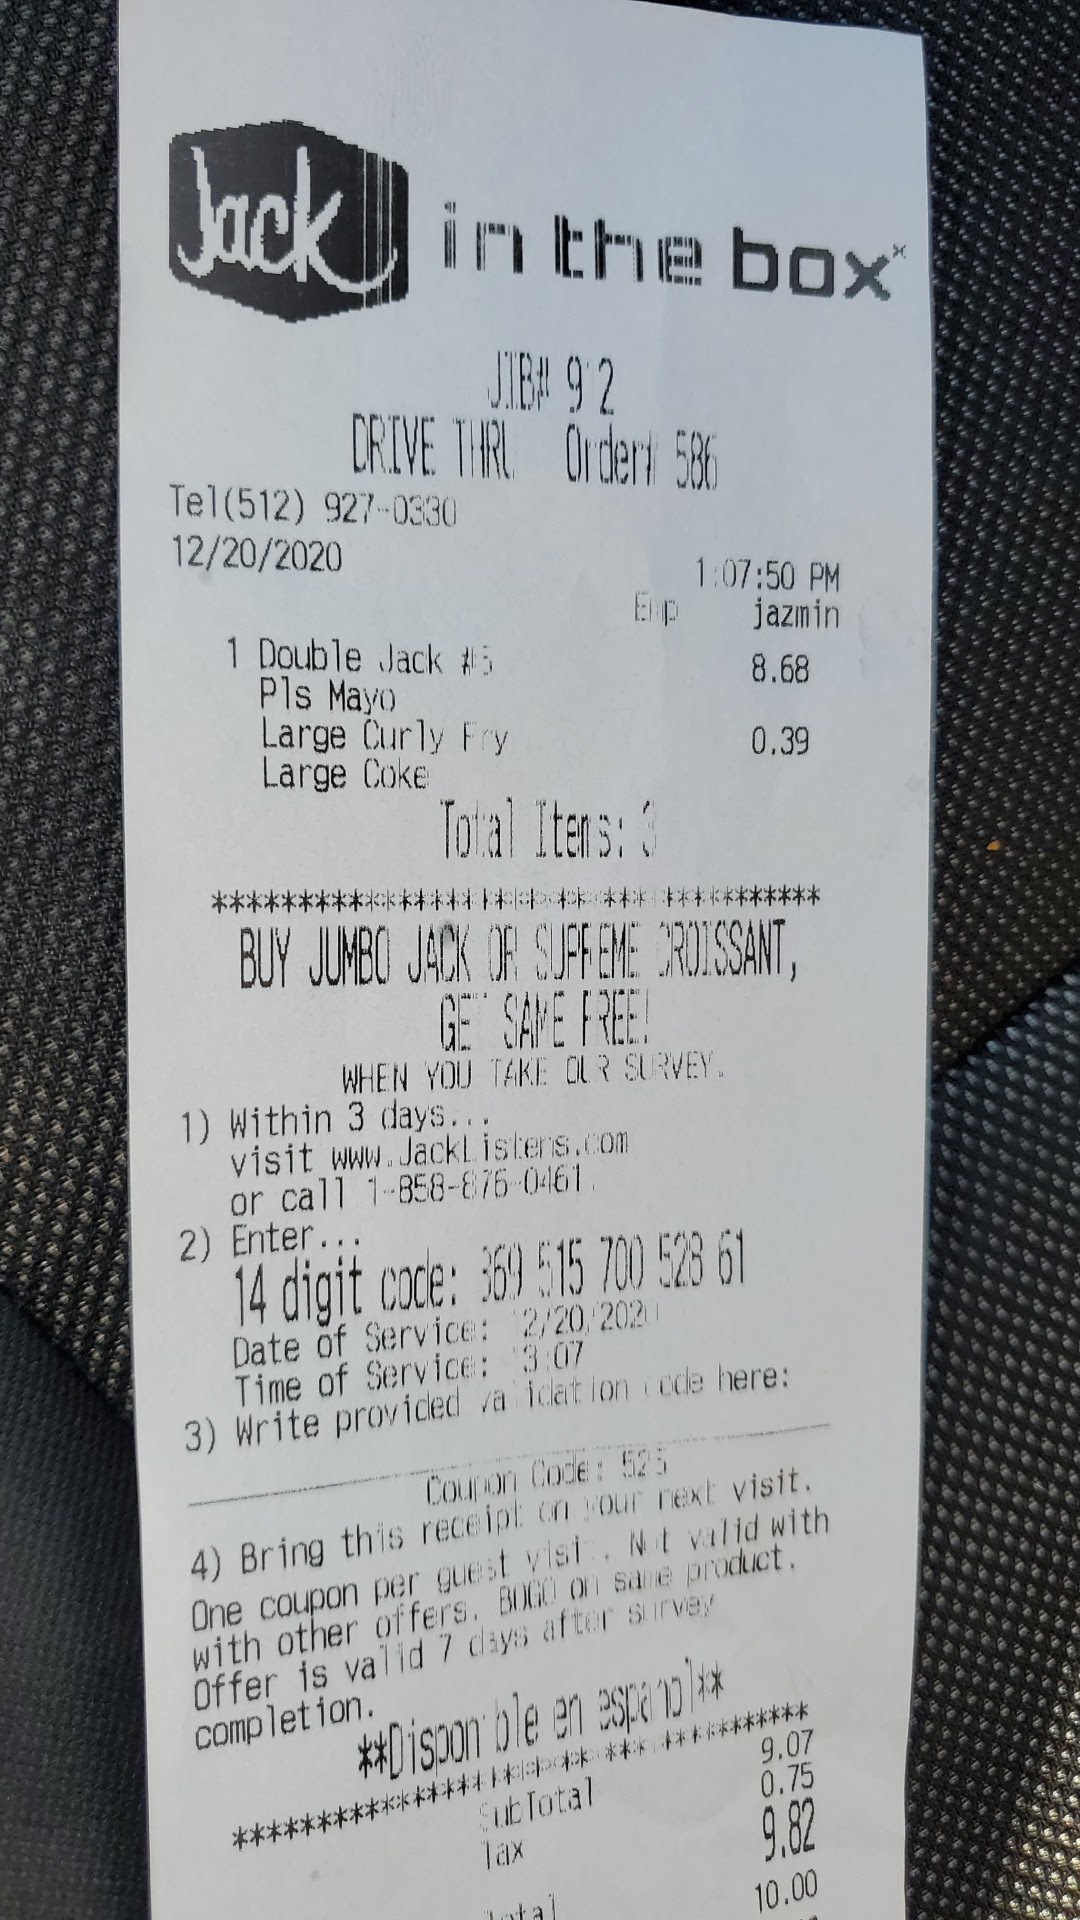 Jack in the box
DRIVE THRU Order# 586
Tel(512) 927-0330
12/20/2020
1:07:50 PM
Emp jazmin
1 Double Jack 8.68
Pls Mayo
Large Curly Fry 0.39
Large Coke
Total Items: 3
******************************************
BUY JUMBO JACK OR SUPREME CROISSANT,
GET SAME FREE!
WHEN YOU TAKE OUR SURVEY.
1) Within 3 days...
visit www.JackListens.com
or call 1-858-876-0461.
2) Enter...
14 digit code: 369 515 700 528 61
Date of Service: 12/20/2020
Time of Service: 13:07
3) Write provided validation code here:
Coupon Code: 525
4) Bring this receipt on your next visit.
One coupon per guest visit. Not valid with
with other offers. BOGO on same product.
Offer is valid 7 days after survey
completion.
**Disponible en espanol**
******************************************
SubTotal 9.07
Tax 0.75
Total 9.82
10.00